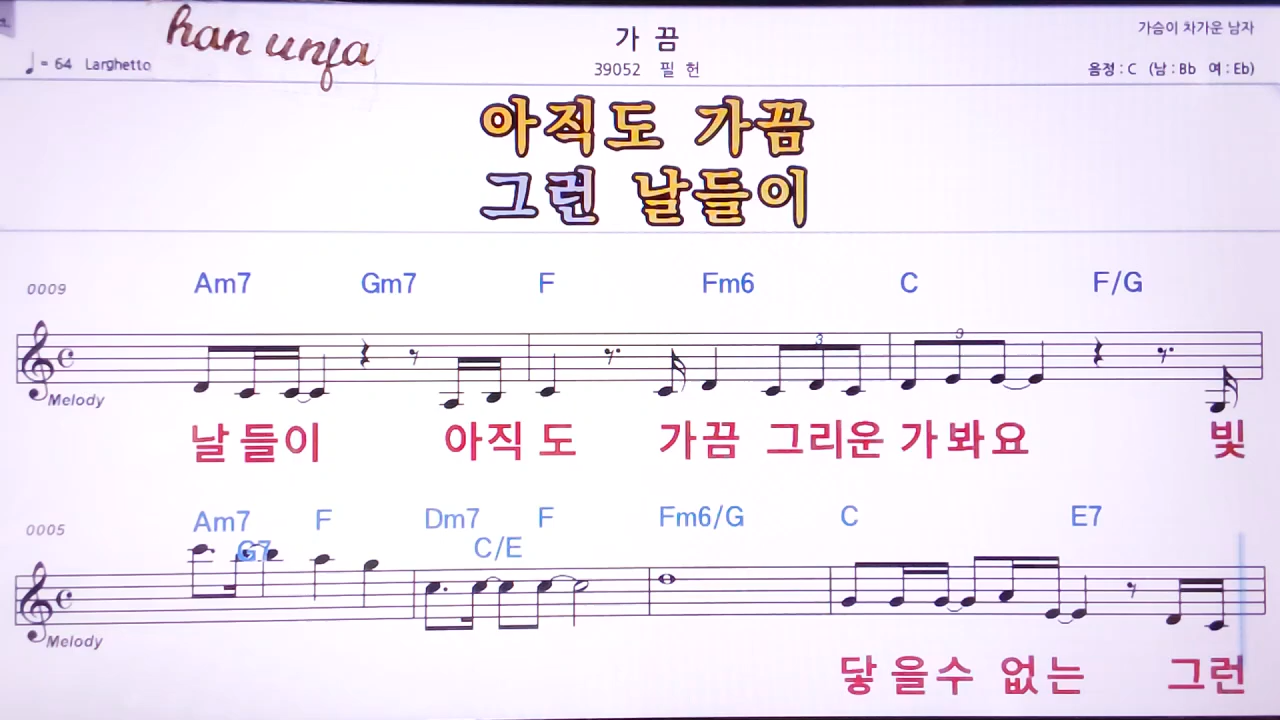 han unja
가 끔
가슴이 차가운 남자
= 64 Larghetto
39052 필 헌
음정 : C (남 : Bb 여 : Eb)
아직도 가끔
그런 날들이
0009 Am7 Gm7 F Fm6 C F/G
3 3
Melody
날 들이 아직 도 가끔 그리운 가 봐 요 빛
0005 Am7 G7 F Dm7 C/E F Fm6/G C E7
Melody
닿 을수 없는 그런